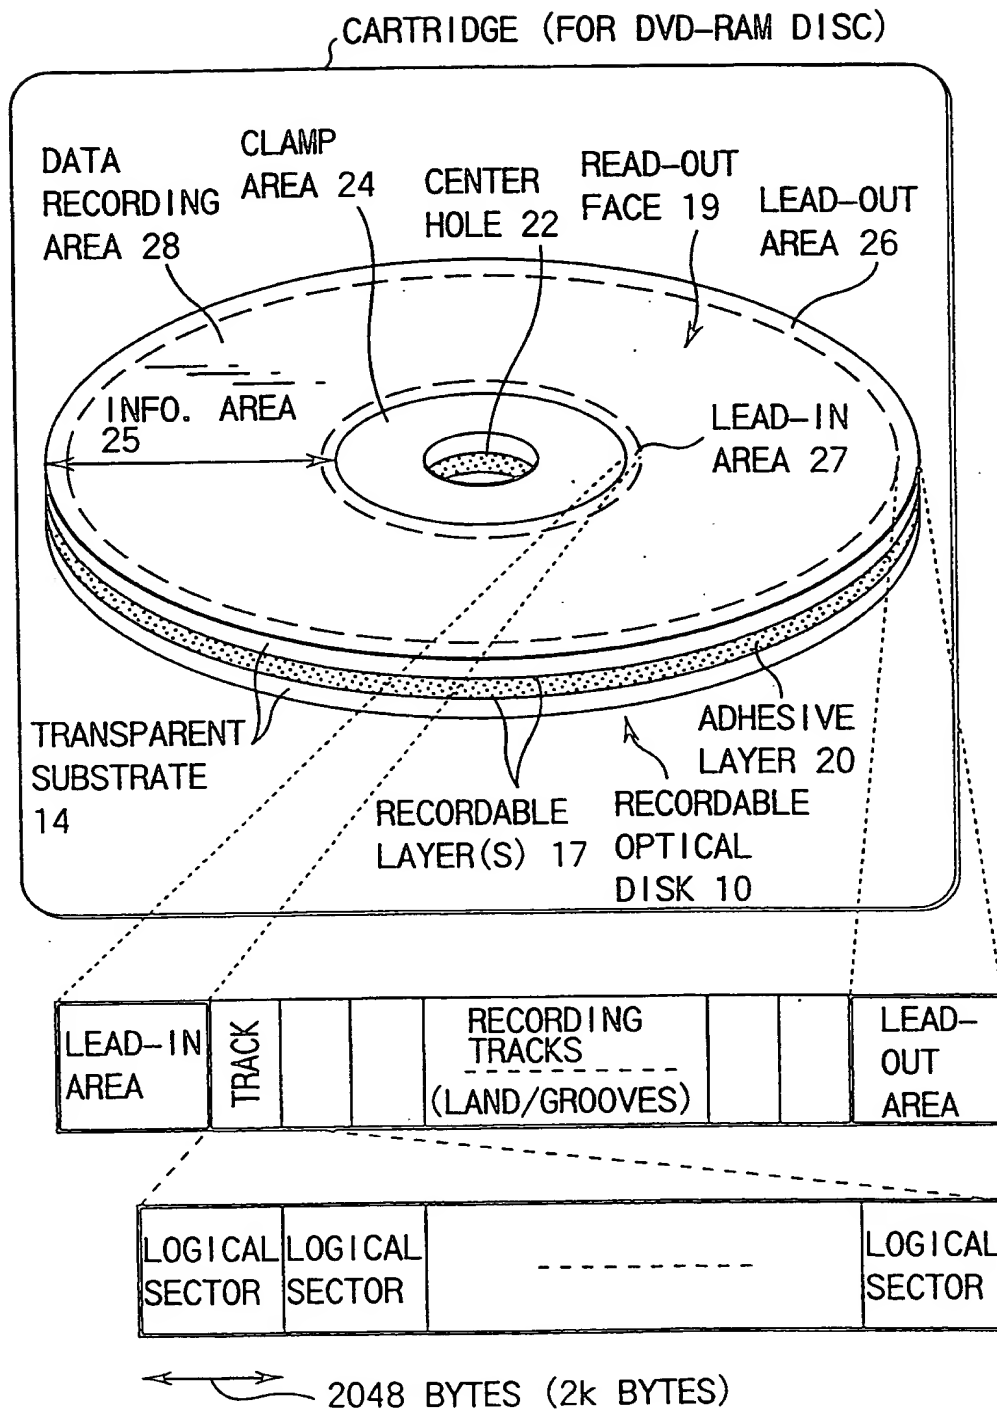 CARTRIDGE (FOR DVD-RAM DISC)
DATA
RECORDING
AREA 28
CLAMP
AREA 24
CENTER
HOLE 22
READ-OUT
FACE 19
LEAD-OUT
AREA 26
INFO. AREA
25
LEAD-IN
AREA 27
TRANSPARENT
SUBSTRATE
14
RECORDABLE
LAYER(S) 17
ADHESIVE
LAYER 20
RECORDABLE
OPTICAL
DISK 10
LEAD-IN
AREA
TRACK
RECORDING
TRACKS
(LAND/GROOVES)
LEAD-
OUT
AREA
LOGICAL
SECTOR
LOGICAL
SECTOR
LOGICAL
SECTOR
2048 BYTES (2k BYTES)